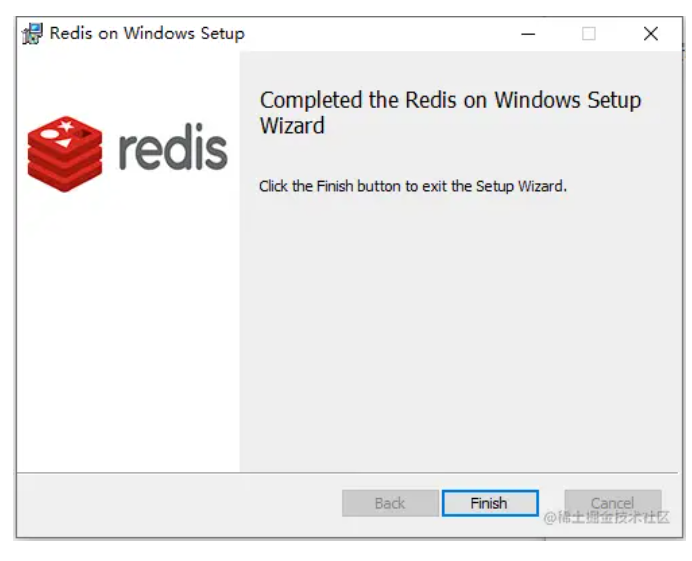 Redis on Windows Setup
redis
Completed the Redis on Windows Setup
Wizard
Click the Finish button to exit the Setup Wizard.
Back
Finish
Cancel
@稀土掘金技术社区